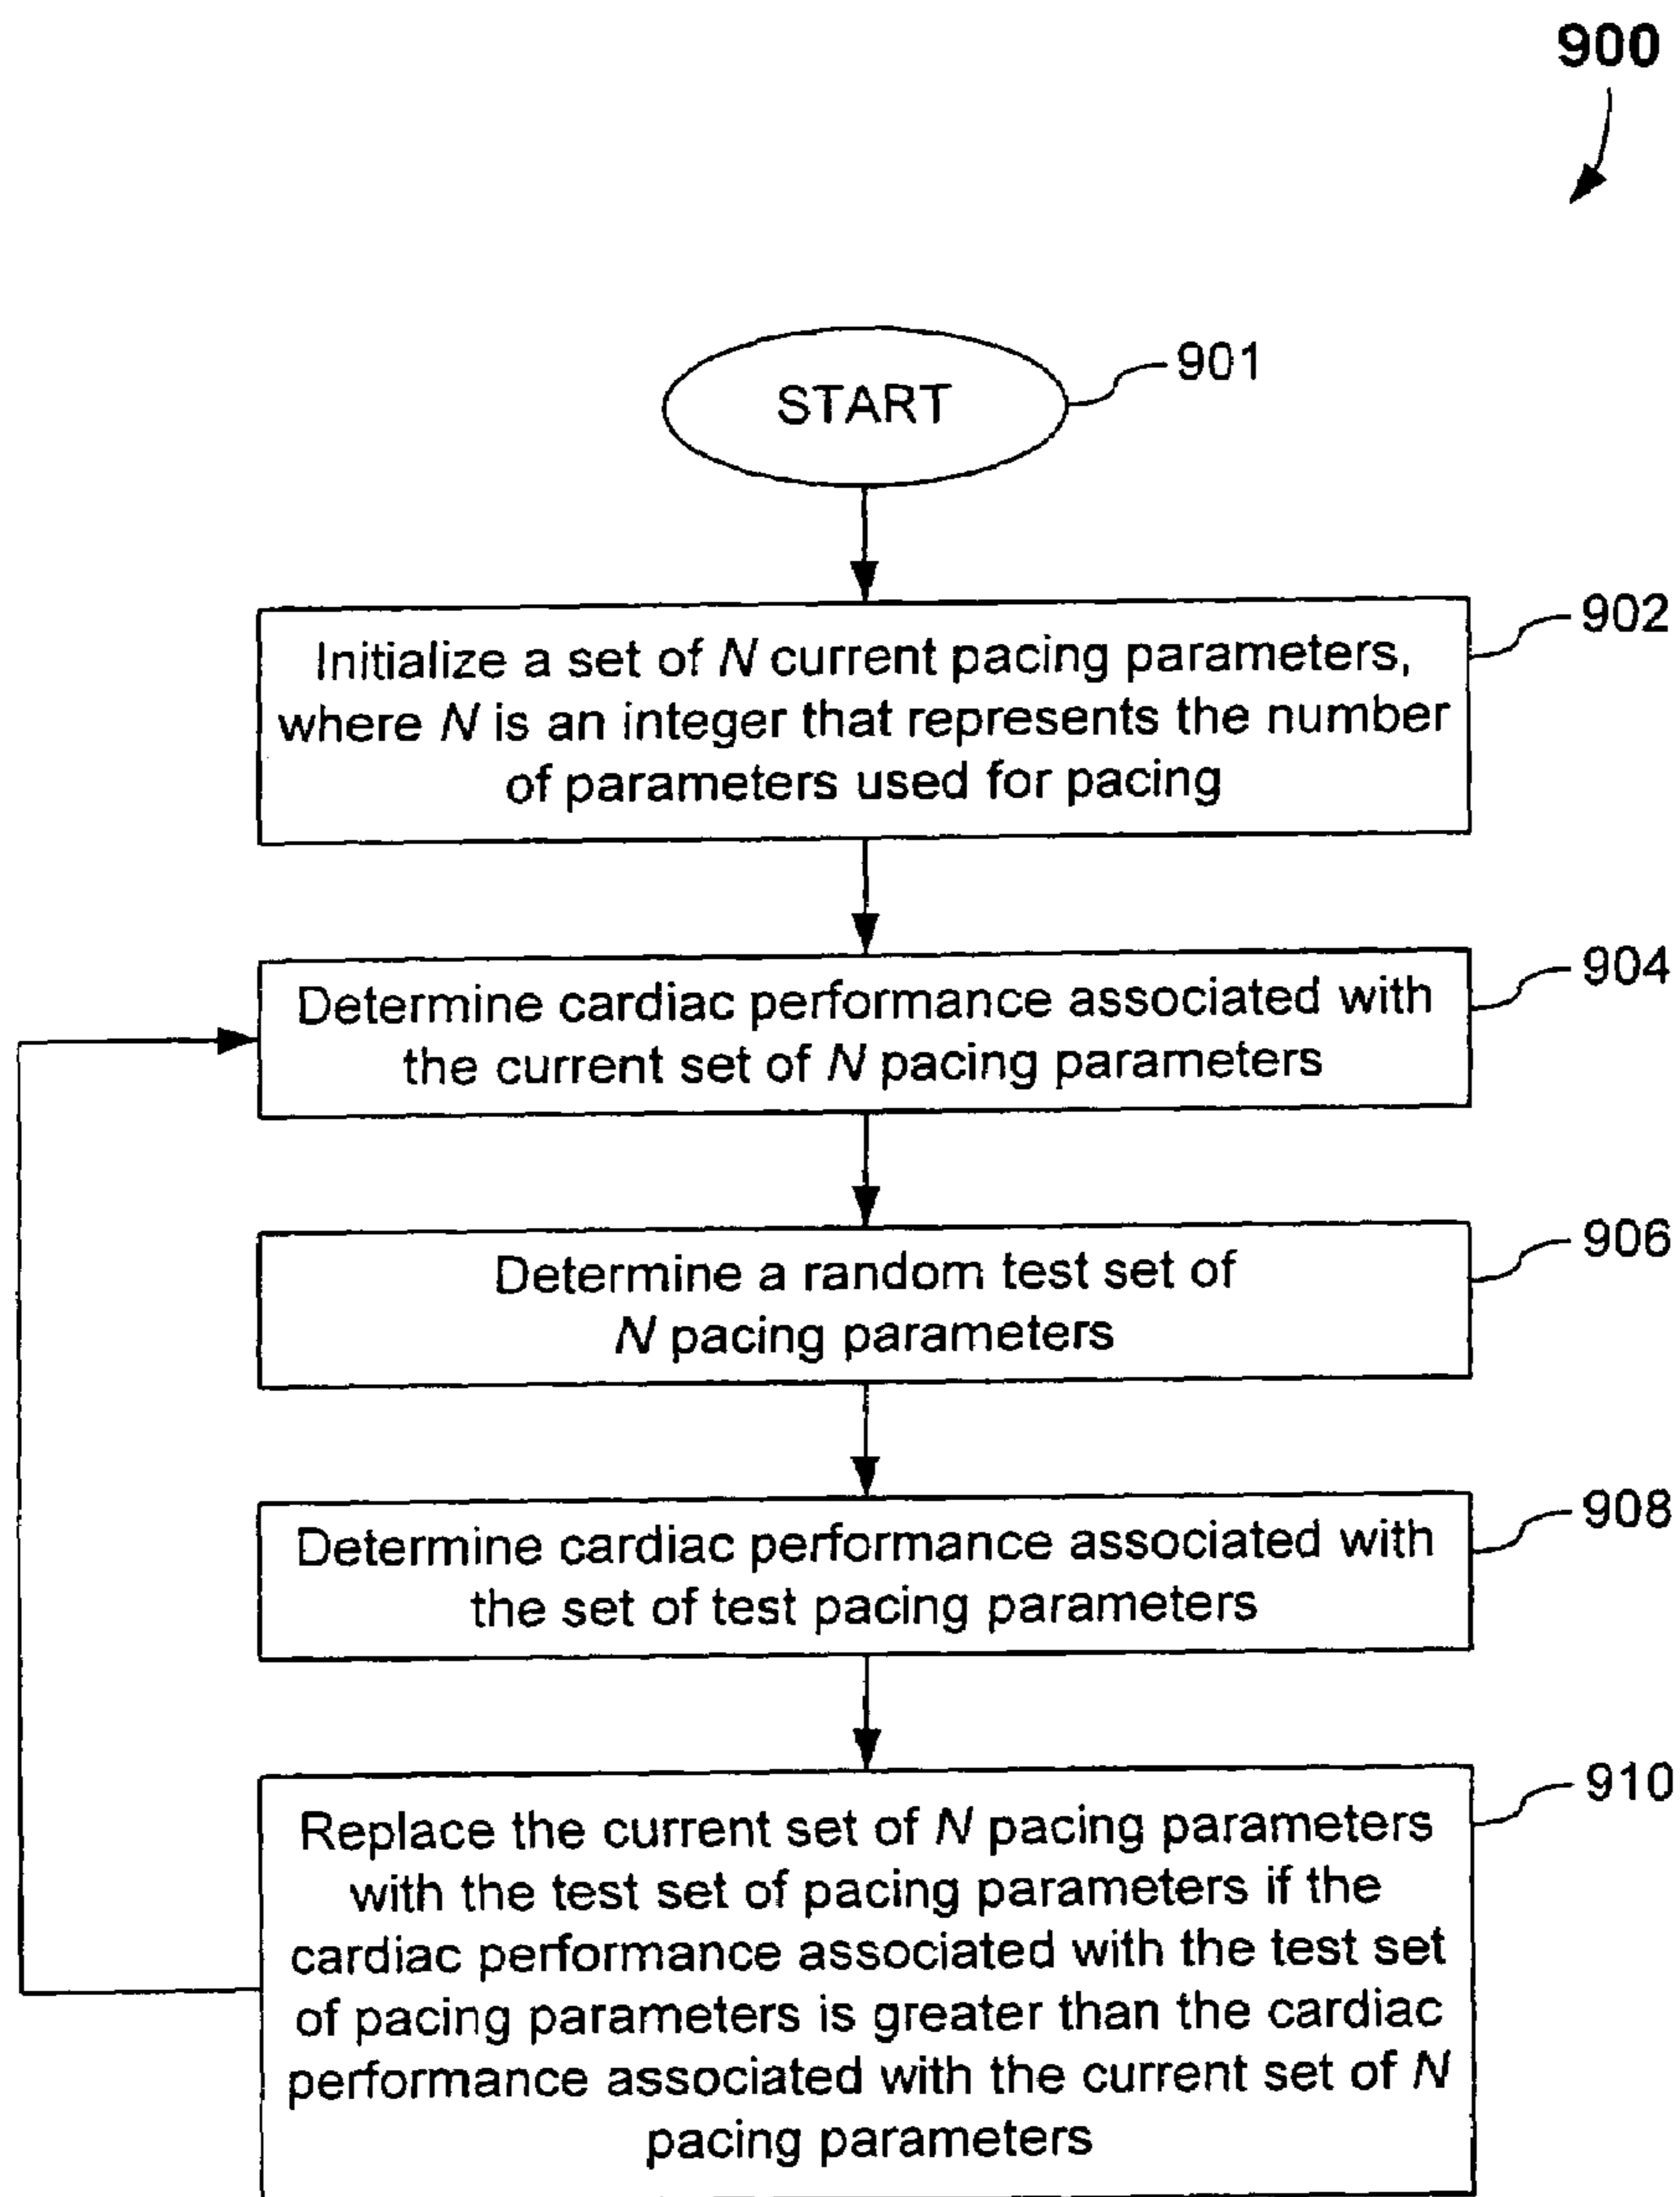 900
START
901
902
Initialize a set of N current pacing parameters,
where N is an integer that represents the number
of parameters used for pacing
904
Determine cardiac performance associated with
the current set of N pacing parameters
906
Determine a random test set of
N pacing parameters
908
Determine cardiac performance associated with
the set of test pacing parameters
910
Replace the current set of N pacing parameters
with the test set of pacing parameters if the
cardiac performance associated with the test set
of pacing parameters is greater than the cardiac
performance associated with the current set of N
pacing parameters